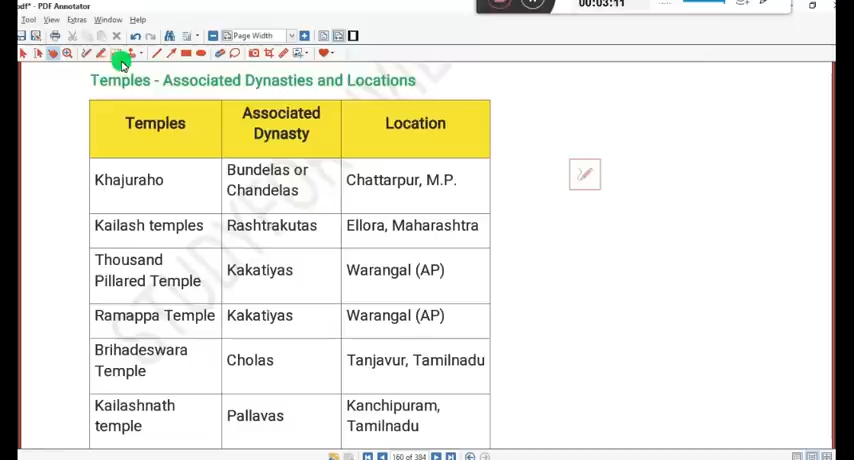 pdf* - PDF Annotator
00:03:11
Tool View Extras Window Help
Page Width
Temples - Associated Dynasties and Locations
Temples
Associated
Dynasty
Location
Khajuraho
Bundelas or
Chandelas
Chattarpur, M.P.
Kailash temples
Rashtrakutas
Ellora, Maharashtra
Thousand
Pillared Temple
Kakatiyas
Warangal (AP)
Ramappa Temple
Kakatiyas
Warangal (AP)
Brihadeswara
Temple
Cholas
Tanjavur, Tamilnadu
Kailashnath
temple
Pallavas
Kanchipuram,
Tamilnadu
160 of 384